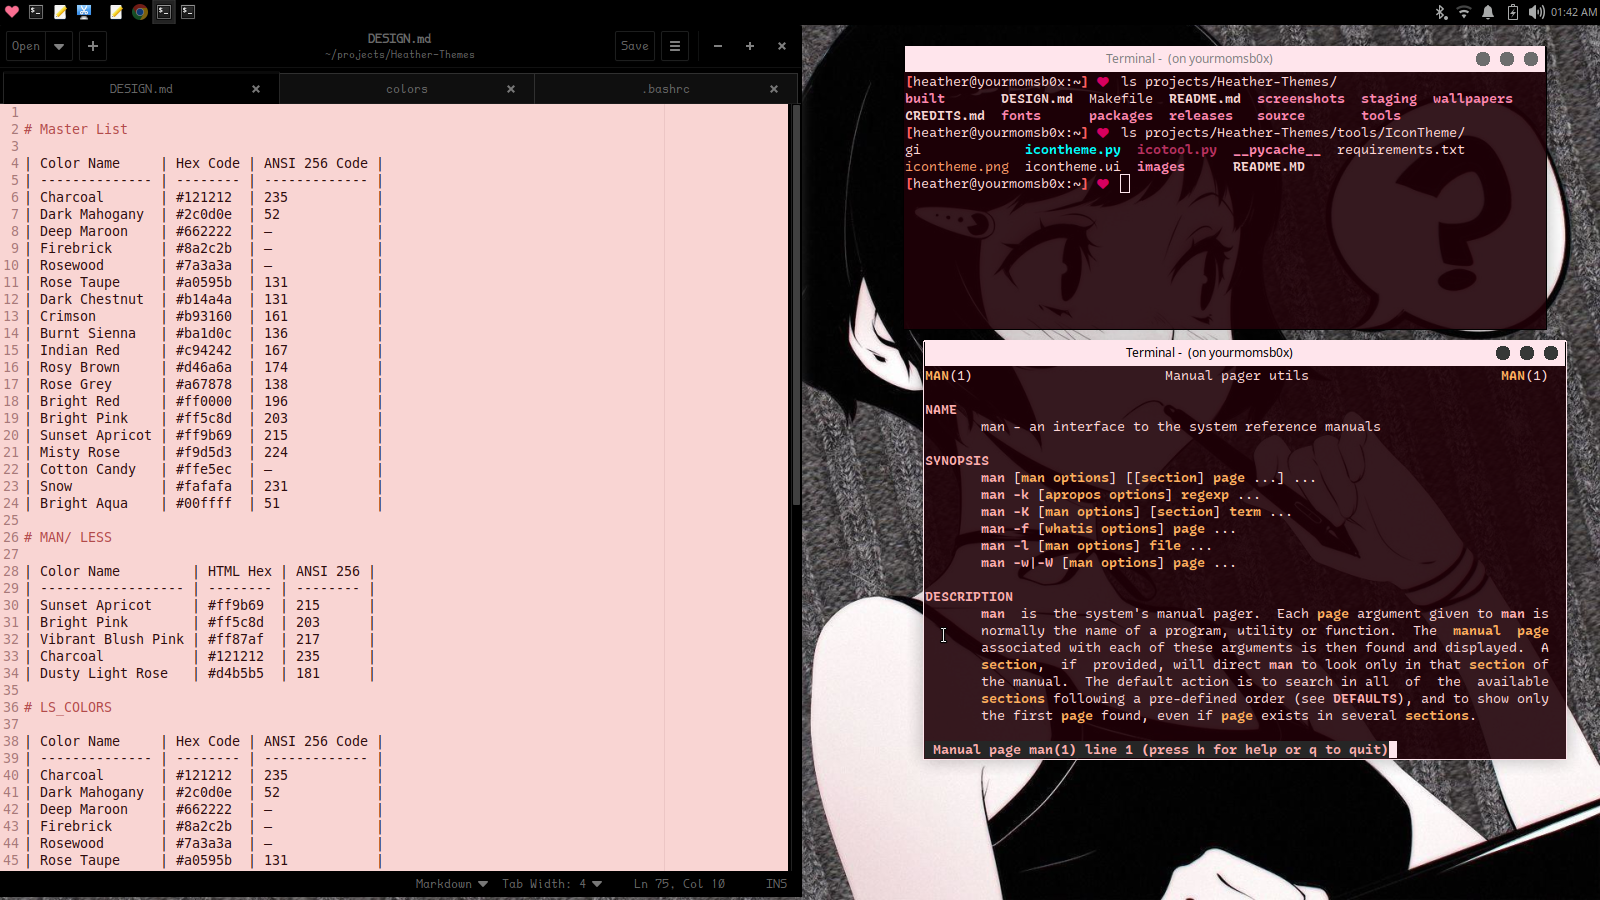 01:42 AM
Open
DESIGN.md
~/projects/Heather-Themes
Save
DESIGN.md
colors
.bashrc
1
2 # Master List
3
4 | Color Name     | Hex Code | ANSI 256 Code |
5 | -------------- | -------- | ------------- |
6 | Charcoal       | #121212  | 235           |
7 | Dark Mahogany  | #2c0d0e  | 52            |
8 | Deep Maroon    | #662222  | —             |
9 | Firebrick      | #8a2c2b  | —             |
10 | Rosewood       | #7a3a3a  | —             |
11 | Rose Taupe     | #a0595b  | 131           |
12 | Dark Chestnut  | #b14a4a  | 131           |
13 | Crimson        | #b93160  | 161           |
14 | Burnt Sienna   | #ba1d0c  | 136           |
15 | Indian Red     | #c94242  | 167           |
16 | Rosy Brown     | #d46a6a  | 174           |
17 | Rose Grey      | #a67878  | 138           |
18 | Bright Red     | #ff0000  | 196           |
19 | Bright Pink    | #ff5c8d  | 203           |
20 | Sunset Apricot | #ff9b69  | 215           |
21 | Misty Rose     | #f9d5d3  | 224           |
22 | Cotton Candy   | #ffe5ec  | —             |
23 | Snow           | #fafafa  | 231           |
24 | Bright Aqua    | #00ffff  | 51            |
25
26 # MAN/ LESS
27
28 | Color Name         | HTML Hex | ANSI 256 |
29 | ------------------ | -------- | -------- |
30 | Sunset Apricot     | #ff9b69  | 215      |
31 | Bright Pink        | #ff5c8d  | 203      |
32 | Vibrant Blush Pink | #ff87af  | 217      |
33 | Charcoal           | #121212  | 235      |
34 | Dusty Light Rose   | #d4b5b5  | 181      |
35
36 # LS_COLORS
37
38 | Color Name     | Hex Code | ANSI 256 Code |
39 | -------------- | -------- | ------------- |
40 | Charcoal       | #121212  | 235           |
41 | Dark Mahogany  | #2c0d0e  | 52            |
42 | Deep Maroon    | #662222  | —             |
43 | Firebrick      | #8a2c2b  | —             |
44 | Rosewood       | #7a3a3a  | —             |
45 | Rose Taupe     | #a0595b  | 131           |
Markdown Tab Width: 4 Ln 75, Col 10 INS
Terminal - (on yourmomsb0x)
[heather@yourmomsb0x:~] ♥ ls projects/Heather-Themes/
built DESIGN.md Makefile README.md screenshots staging wallpapers
CREDITS.md fonts packages releases source tools
[heather@yourmomsb0x:~] ♥ ls projects/Heather-Themes/tools/IconTheme/
gi icontheme.py icotool.py __pycache__ requirements.txt
icontheme.png icontheme.ui images README.MD
[heather@yourmomsb0x:~] ♥
?
Terminal - (on yourmomsb0x)
MAN(1) Manual pager utils MAN(1)
NAME
man - an interface to the system reference manuals
SYNOPSIS
man [man options] [[section] page ...] ...
man -k [apropos options] regexp ...
man -K [man options] [section] term ...
man -f [whatis options] page ...
man -l [man options] file ...
man -w|-W [man options] page ...
DESCRIPTION
man is the system's manual pager. Each page argument given to man is
normally the name of a program, utility or function. The manual page
associated with each of these arguments is then found and displayed. A
section, if provided, will direct man to look only in that section of
the manual. The default action is to search in all of the available
sections following a pre-defined order (see DEFAULTS), and to show only
the first page found, even if page exists in several sections.
Manual page man(1) line 1 (press h for help or q to quit)